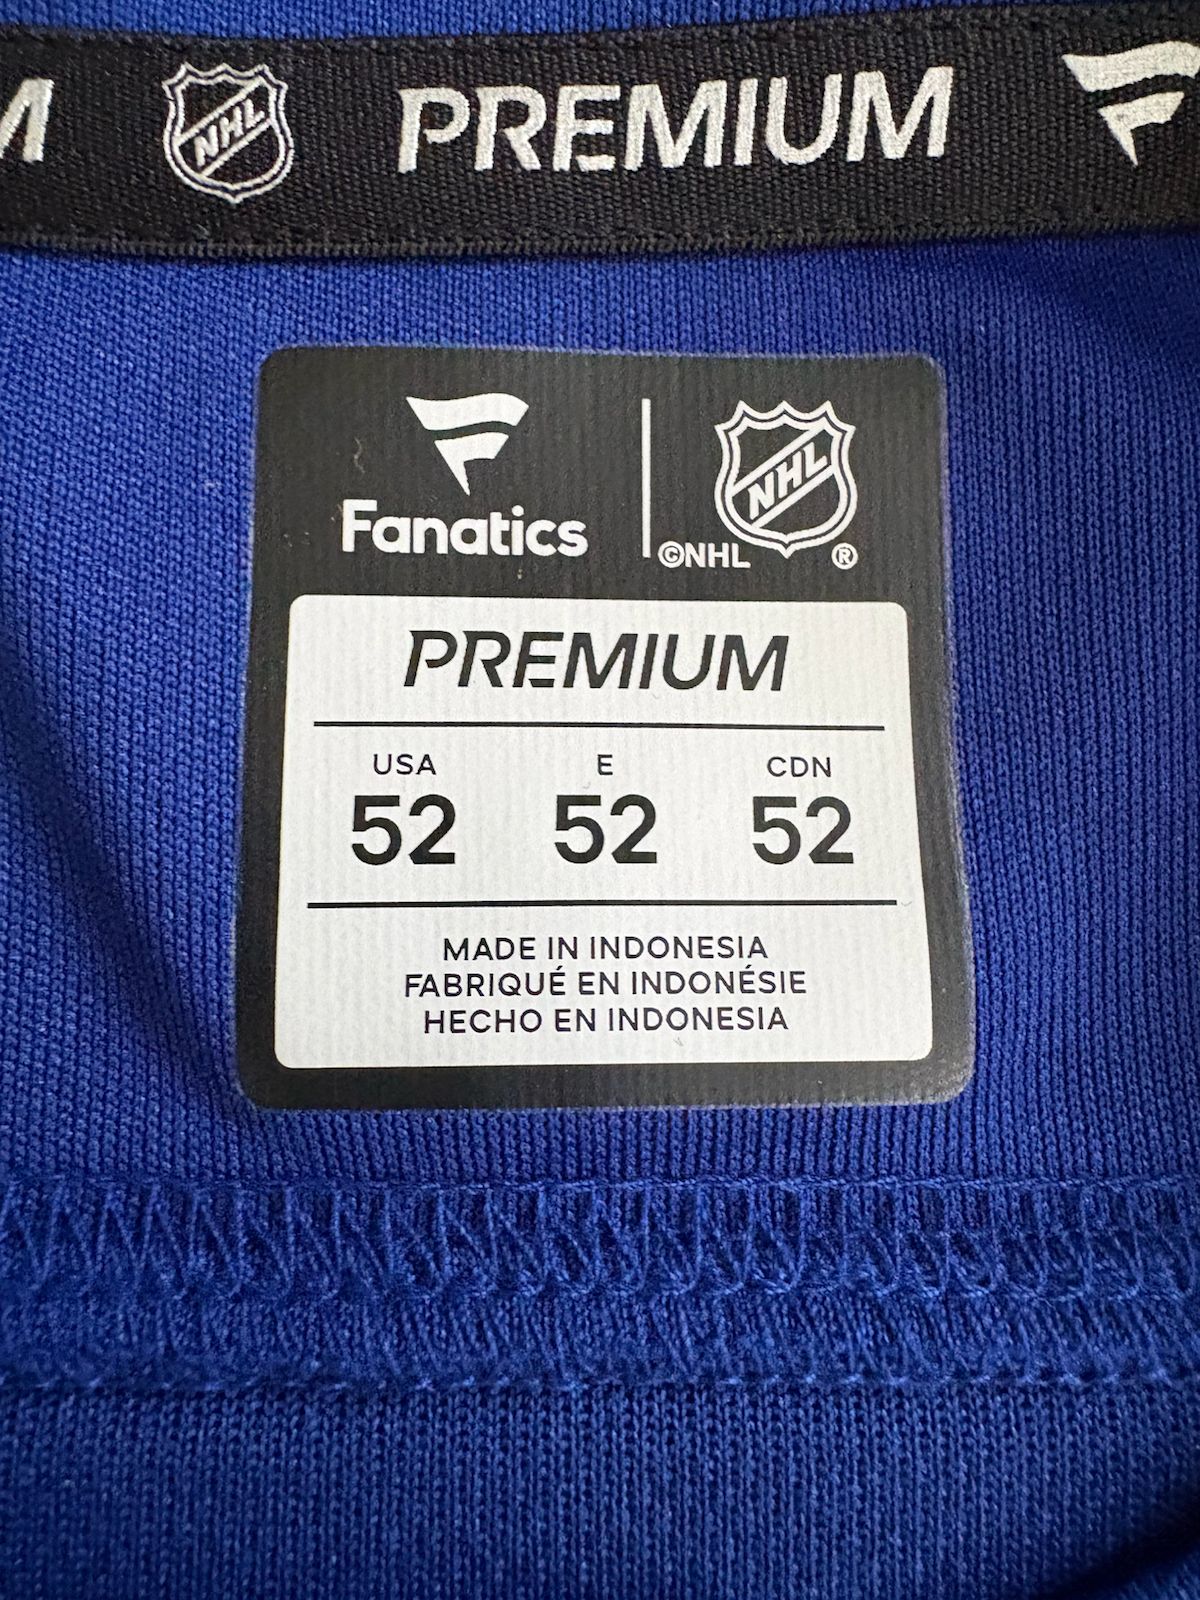 M NHL PREMIUM
Fanatics
NHL
©NHL ®
PREMIUM
USA E CDN
52 52 52
MADE IN INDONESIA
FABRIQUÉ EN INDONÉSIE
HECHO EN INDONESIA